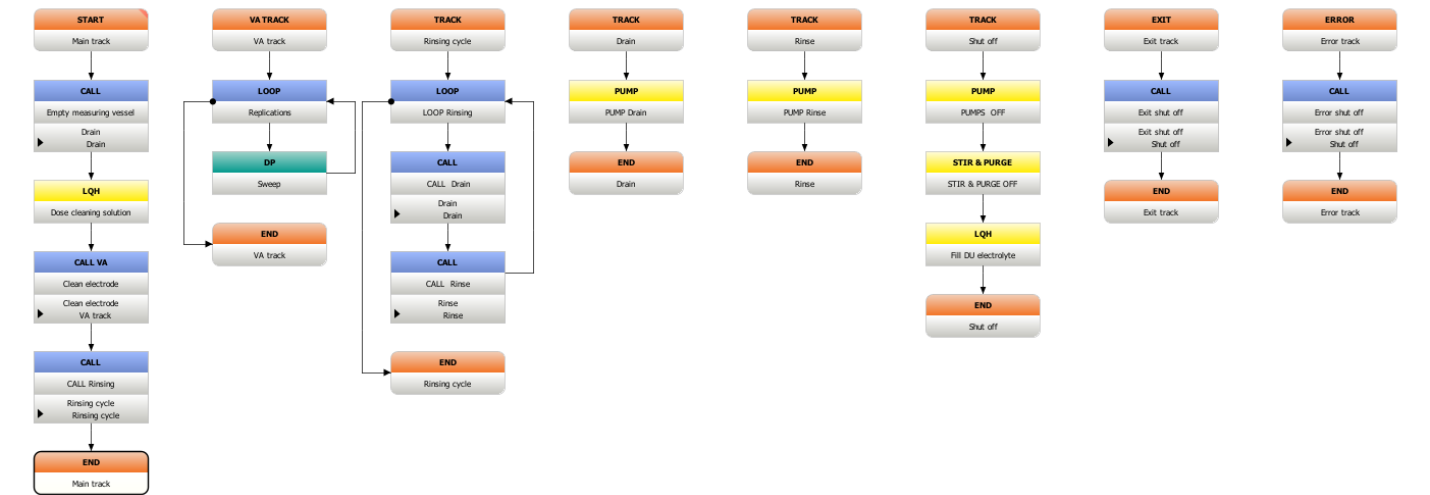 START
Main track
CALL
Empty measuring vessel
Drain
Drain
LQH
Dose cleaning solution
CALL VA
Clean electrode
Clean electrode
VA track
CALL
CALL Rinsing
Rinsing cycle
Rinsing cycle
END
Main track
VA TRACK
VA track
LOOP
Replications
DP
Sweep
END
VA track
TRACK
Rinsing cycle
LOOP
LOOP Rinsing
CALL
CALL Drain
Drain
Drain
CALL
CALL Rinse
Rinse
Rinse
END
Rinsing cycle
TRACK
Drain
PUMP
PUMP Drain
END
Drain
TRACK
Rinse
PUMP
PUMP Rinse
END
Rinse
TRACK
Shut off
PUMP
PUMPS OFF
STIR & PURGE
STIR & PURGE OFF
LQH
Fill DU electrolyte
END
Shut off
EXIT
Exit track
CALL
Exit shut off
Exit shut off
Shut off
END
Exit track
ERROR
Error track
CALL
Error shut off
Error shut off
Shut off
END
Error track